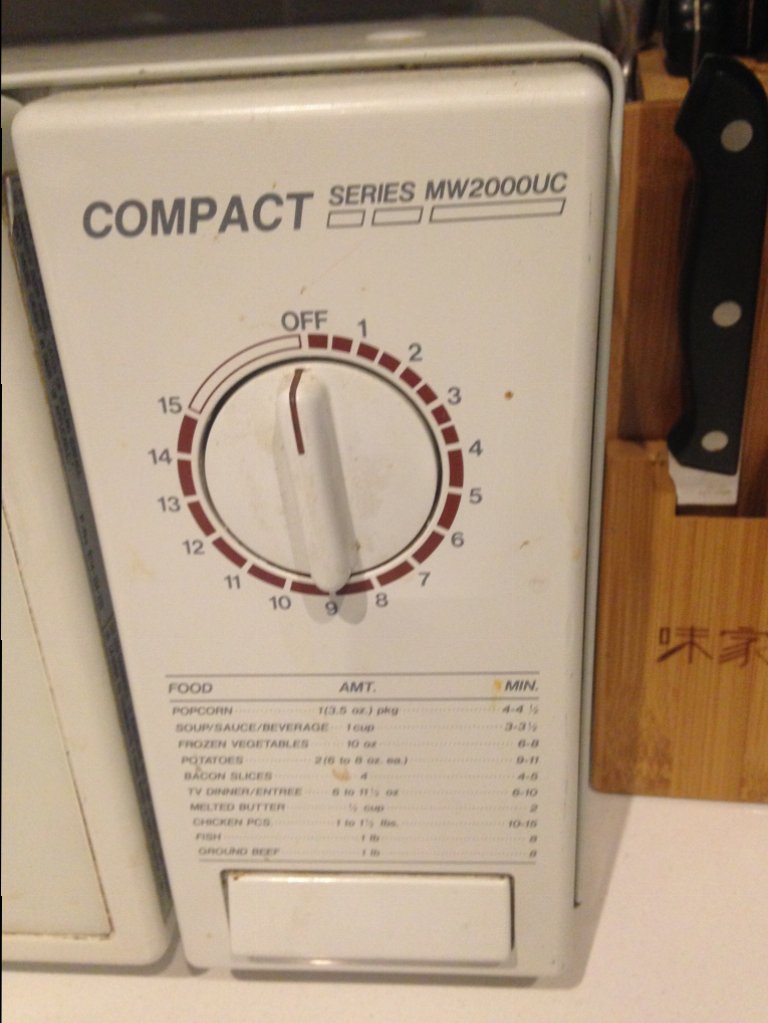 COMPACT SERIES MW2000UC
OFF
1
2
3
4
5
6
7
8
9
10
11
12
13
14
15
FOOD AMT. MIN.
POPCORN 1(3.5 oz.) pkg 4-4 ½
SOUP/SAUCE/BEVERAGE 1 cup 3-3½
FROZEN VEGETABLES 10 oz 6-8
POTATOES 2(6 to 8 oz. ea.) 9-11
BACON SLICES 4 4-5
TV DINNER/ENTREE 6 to 11½ oz 6-10
MELTED BUTTER ½ cup 2
CHICKEN PCS. 1 to 1½ lbs. 10-15
FISH 1 lb 8
GROUND BEEF 1 lb 8
味家